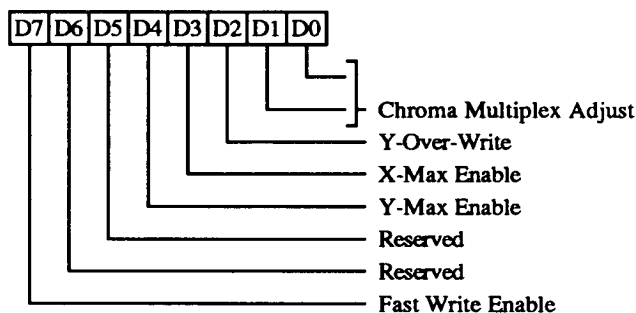 D7 D6 D5 D4 D3 D2 D1 D0
Chroma Multiplex Adjust
Y-Over-Write
X-Max Enable
Y-Max Enable
Reserved
Reserved
Fast Write Enable